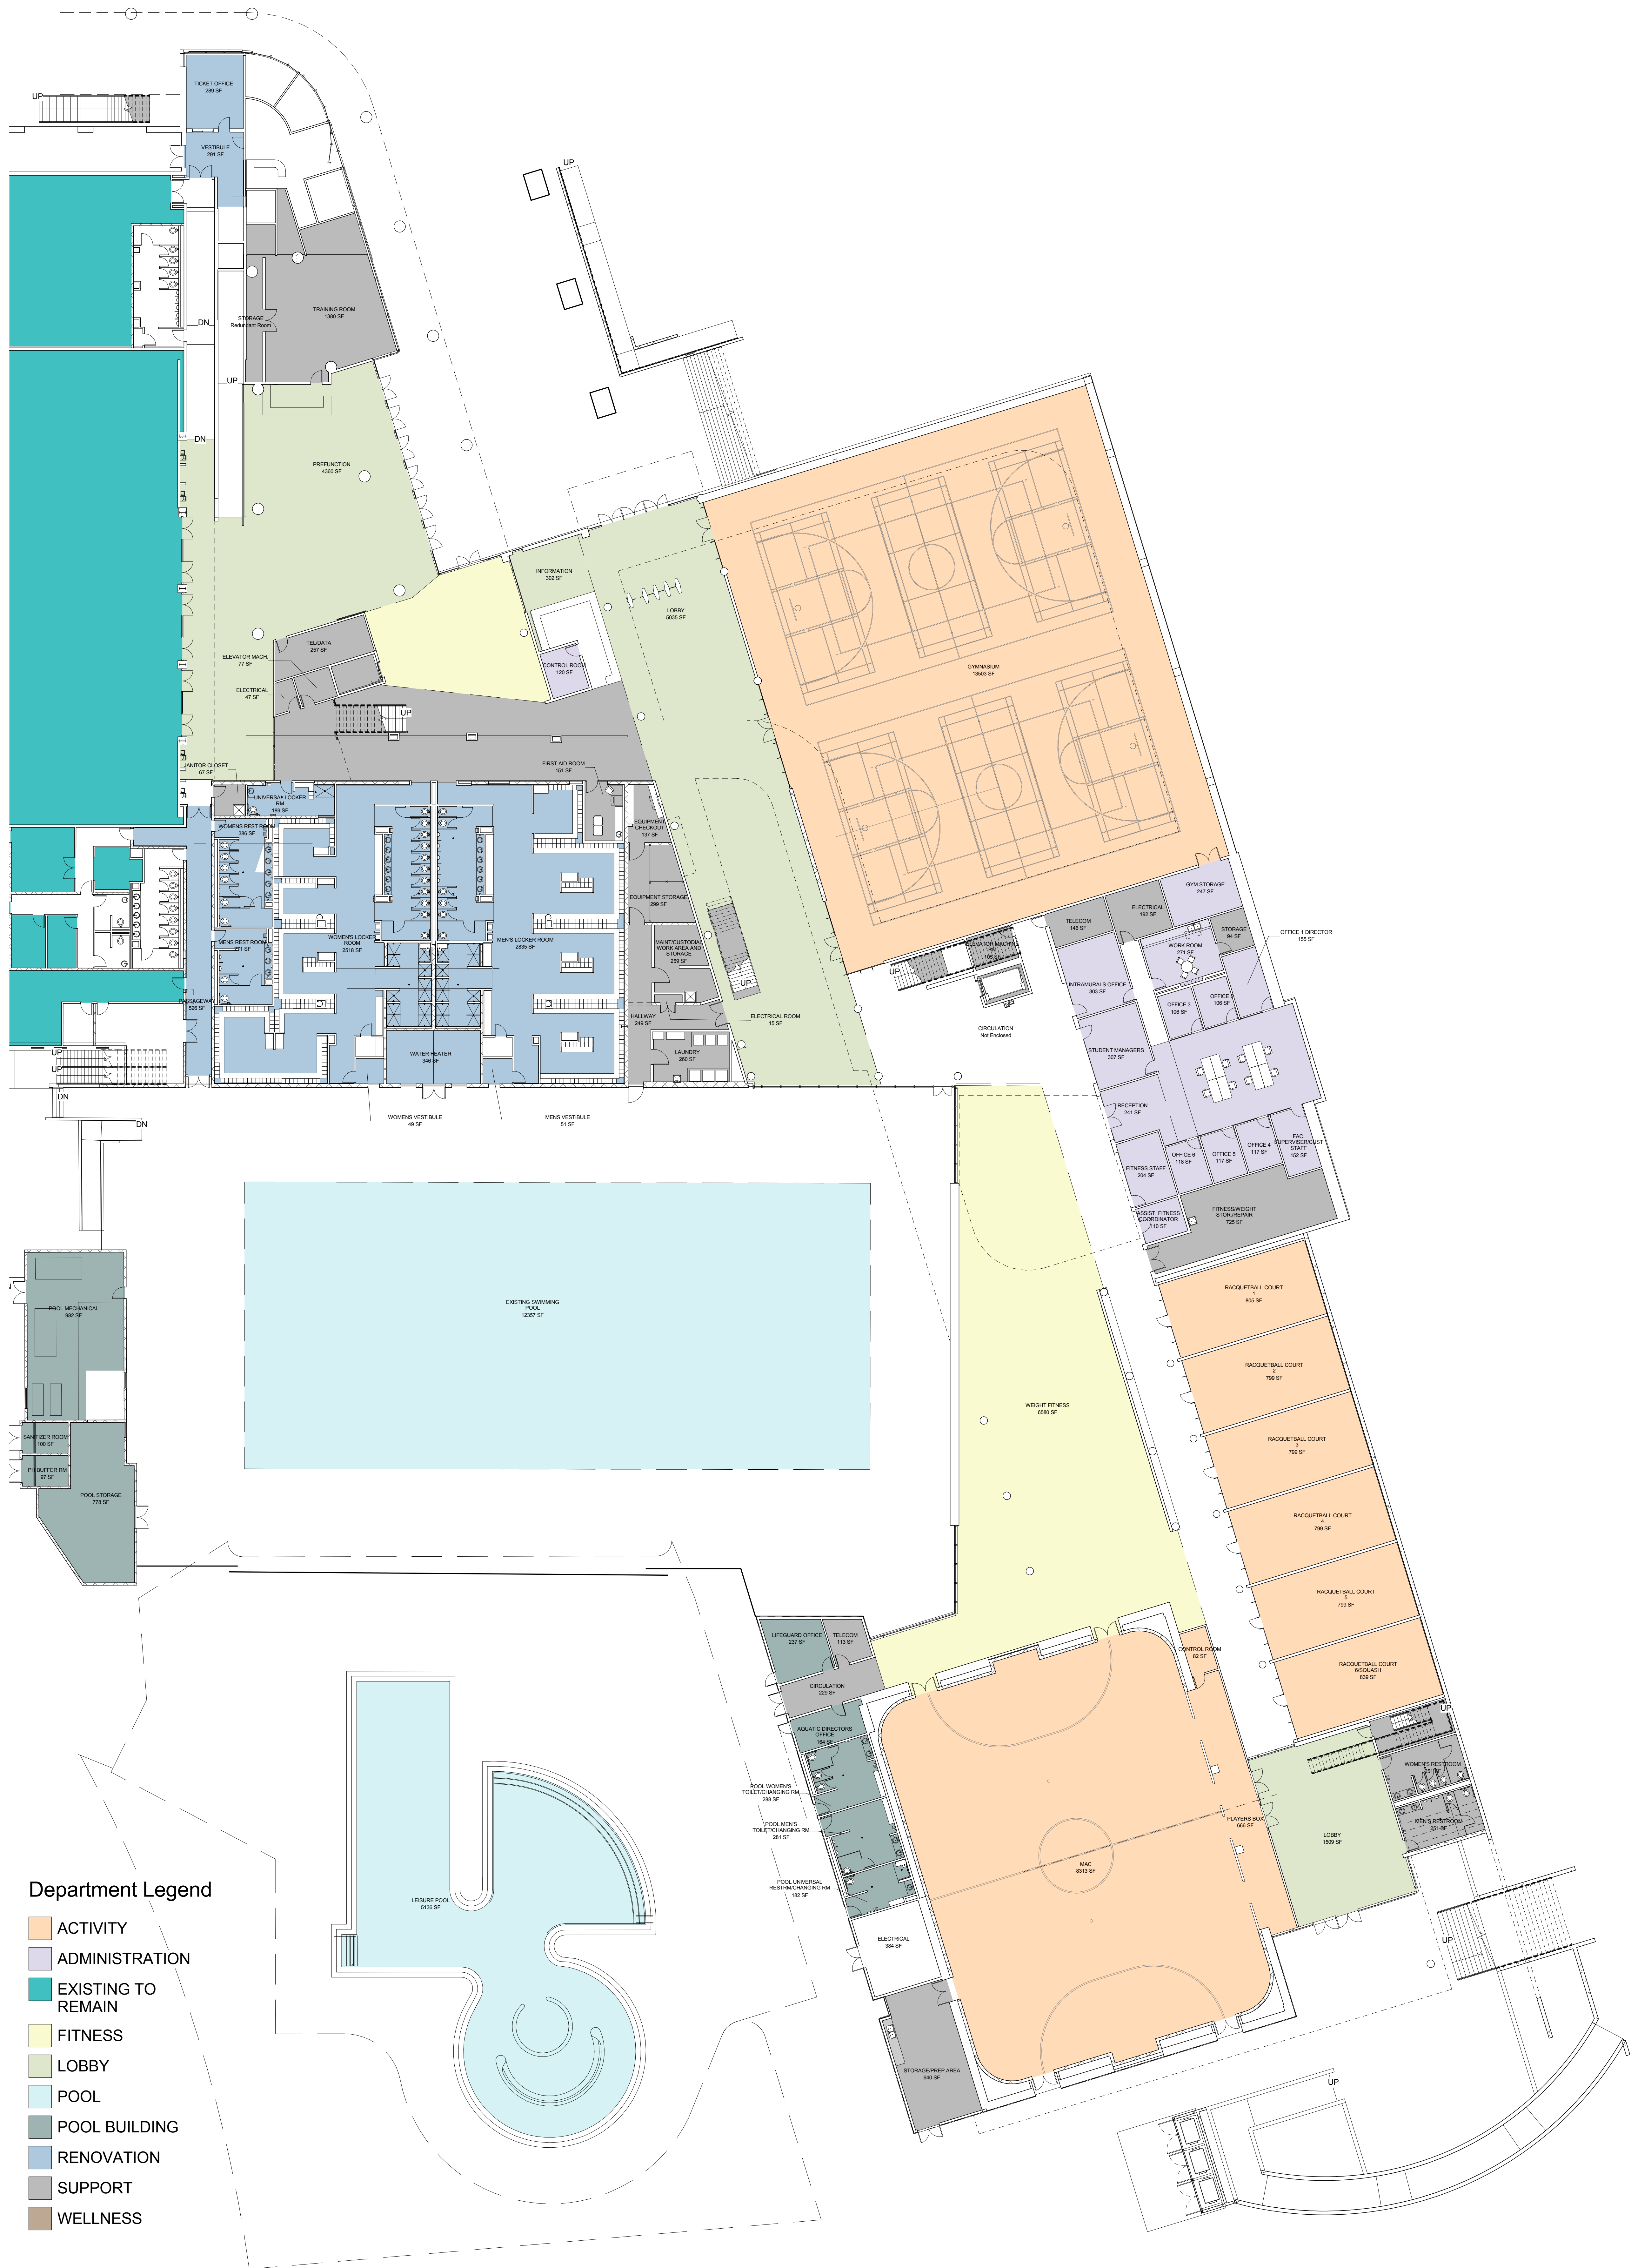 UP
TICKET OFFICE
289 SF
VESTIBULE
291 SF
UP
DN
STORAGE
Redundant Room
TRAINING ROOM
1380 SF
UP
DN
PREFUNCTION
4360 SF
INFORMATION
302 SF
LOBBY
5035 SF
TEL/DATA
257 SF
ELEVATOR MACH.
77 SF
CONTROL ROOM
120 SF
ELECTRICAL
47 SF
UP
GYMNASIUM
13503 SF
JANITOR CLOSET
67 SF
FIRST AID ROOM
151 SF
UNIVERSAL LOCKER
RM
189 SF
WOMENS REST ROOM
386 SF
EQUIPMENT
CHECKOUT
137 SF
EQUIPMENT STORAGE
299 SF
MENS REST ROOM
WOMEN'S LOCKER
ROOM
2518 SF
MEN'S LOCKER ROOM
2835 SF
MAINT/CUSTODIAL
WORK AREA AND
STORAGE
259 SF
UP
PASSAGEWAY
526 SF
HALLWAY
249 SF
ELECTRICAL ROOM
15 SF
WATER HEATER
346 SF
LAUNDRY
260 SF
WOMENS VESTIBULE
49 SF
MENS VESTIBULE
51 SF
UP
UP
DN
DN
GYM STORAGE
247 SF
ELECTRICAL
192 SF
TELECOM
146 SF
STORAGE
94 SF
OFFICE 1 DIRECTOR
155 SF
WORK ROOM
271 SF
ELEVATOR MACHINE
RM
UP
INTRAMURALS OFFICE
303 SF
OFFICE 3
106 SF
OFFICE 2
106 SF
CIRCULATION
Not Enclosed
STUDENT MANAGERS
307 SF
RECEPTION
241 SF
OFFICE 6
118 SF
OFFICE 5
117 SF
OFFICE 4
117 SF
FAC.
SUPERVISER/CUST
STAFF
152 SF
FITNESS STAFF
204 SF
ASSIST. FITNESS
COORDINATOR
110 SF
FITNESS/WEIGHT
STOR./REPAIR
725 SF
EXISTING SWIMMING
POOL
12357 SF
POOL MECHANICAL
982 SF
SANITIZER ROOM
100 SF
PH BUFFER RM
97 SF
POOL STORAGE
778 SF
WEIGHT FITNESS
6580 SF
RACQUETBALL COURT
1
805 SF
RACQUETBALL COURT
2
799 SF
RACQUETBALL COURT
3
799 SF
RACQUETBALL COURT
4
799 SF
RACQUETBALL COURT
5
799 SF
RACQUETBALL COURT
6/SQUASH
839 SF
LIFEGUARD OFFICE
237 SF
TELECOM
113 SF
CONTROL ROOM
82 SF
CIRCULATION
229 SF
AQUATIC DIRECTORS
OFFICE
164 SF
POOL WOMEN'S
TOILET/CHANGING RM
288 SF
POOL MEN'S
TOILET/CHANGING RM
281 SF
POOL UNIVERSAL
RESTRM/CHANGING RM
182 SF
ELECTRICAL
384 SF
STORAGE/PREP AREA
640 SF
MAC
8313 SF
PLAYERS BOX
666 SF
LOBBY
1509 SF
UP
WOMEN'S RESTROOM
MEN'S RESTROOM
251 SF
UP
UP
LEISURE POOL
5136 SF
Department Legend
ACTIVITY
ADMINISTRATION
EXISTING TO
REMAIN
FITNESS
LOBBY
POOL
POOL BUILDING
RENOVATION
SUPPORT
WELLNESS